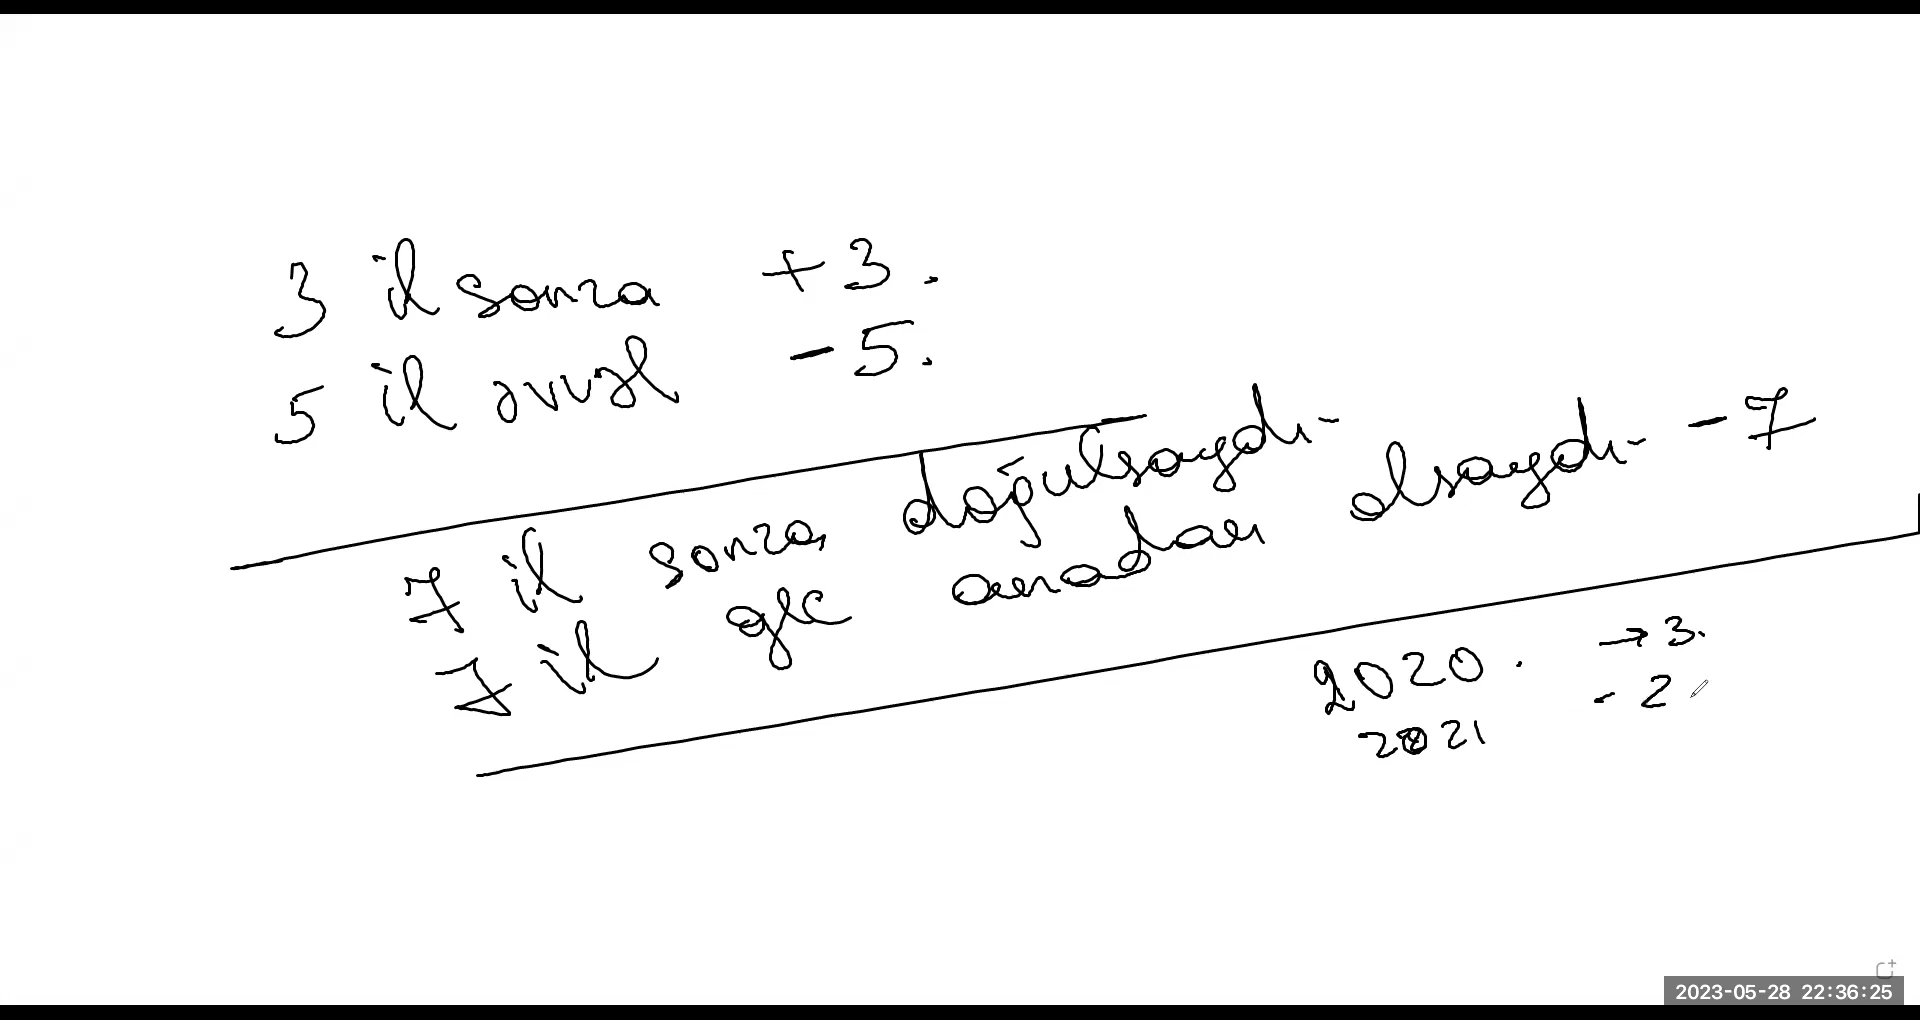 3 il sonra +3.
5 il əvvəl -5.
7 il sonra doğulsaydı-
7 il gec anadan olsaydı- -7
2020. → 3.
2021 - 2
2023-05-28 22:36:25